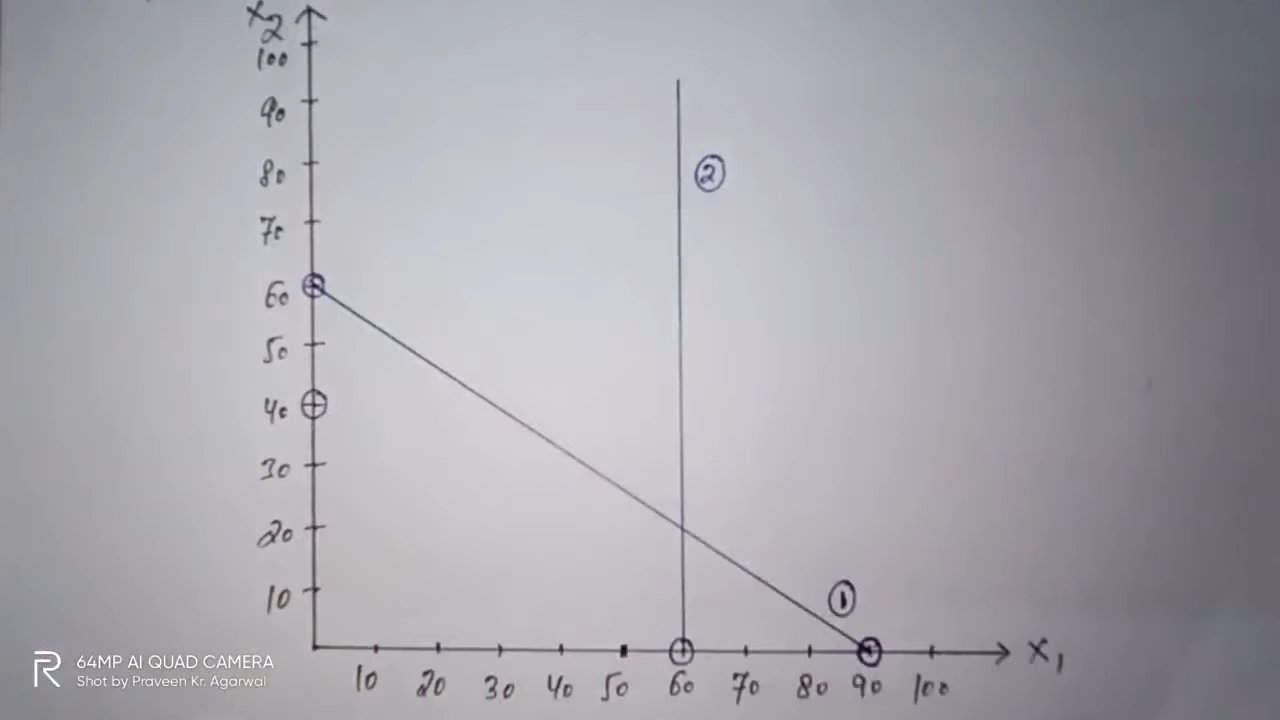 X2
100
90
80
70
60
50
40
30
20
10
②
①
10 20 30 40 50 60 70 80 90 100
X1
R 64MP AI QUAD CAMERA
Shot by Praveen Kr. Agarwal